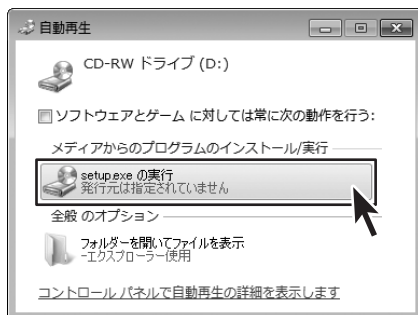 自動再生
CD-RW ドライブ (D:)
ソフトウェアとゲーム に対しては常に次の動作を行う:
メディアからのプログラムのインストール/実行
setup.exe の実行
発行元は指定されていません
全般 のオプション
フォルダーを開いてファイルを表示
-エクスプローラー使用
コントロール パネルで自動再生の詳細を表示します